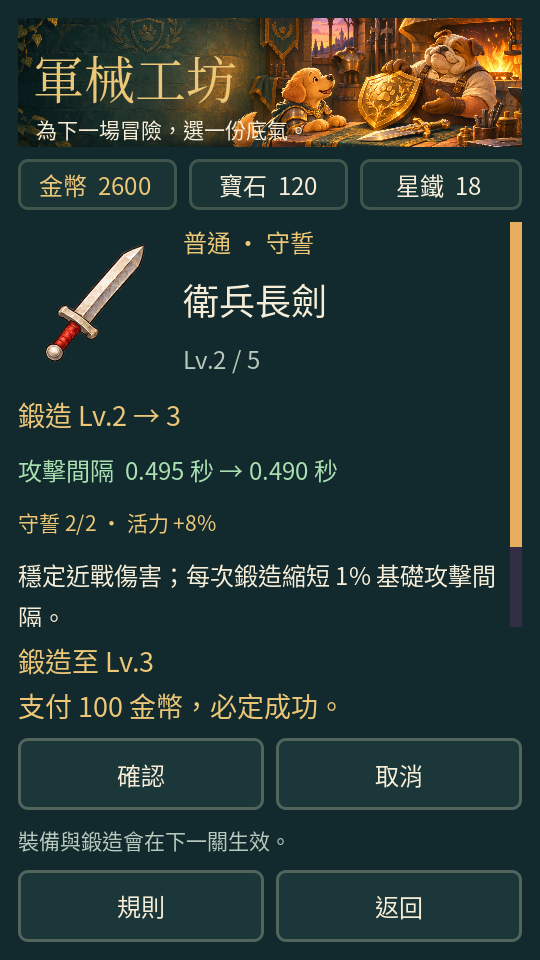 軍械工坊
為下一場冒險，選一份底氣。
金幣 2600
寶石 120
星鐵 18
普通 · 守誓
衛兵長劍
Lv.2 / 5
鍛造 Lv.2 → 3
攻擊間隔 0.495 秒 → 0.490 秒
守誓 2/2 · 活力 +8%
穩定近戰傷害；每次鍛造縮短 1% 基礎攻擊間
隔。
鍛造至 Lv.3
支付 100 金幣，必定成功。
確認
取消
裝備與鍛造會在下一關生效。
規則
返回